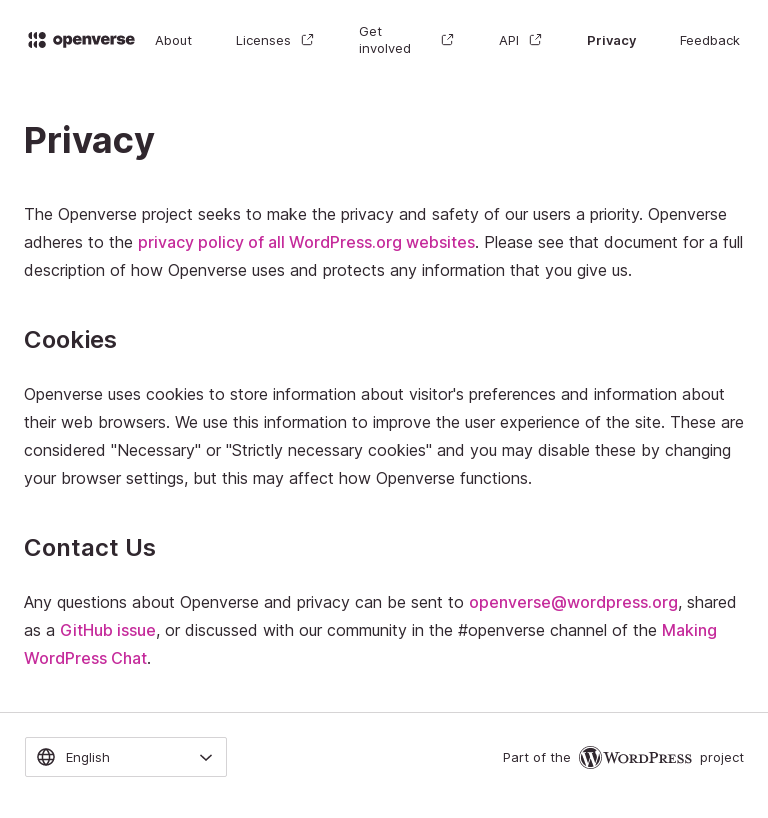 openverse About Licenses Get involved API Privacy Feedback
Privacy
The Openverse project seeks to make the privacy and safety of our users a priority. Openverse
adheres to the privacy policy of all WordPress.org websites. Please see that document for a full
description of how Openverse uses and protects any information that you give us.
Cookies
Openverse uses cookies to store information about visitor's preferences and information about
their web browsers. We use this information to improve the user experience of the site. These are
considered "Necessary" or "Strictly necessary cookies" and you may disable these by changing
your browser settings, but this may affect how Openverse functions.
Contact Us
Any questions about Openverse and privacy can be sent to openverse@wordpress.org, shared
as a GitHub issue, or discussed with our community in the #openverse channel of the Making
WordPress Chat.
English Part of the WORDPRESS project